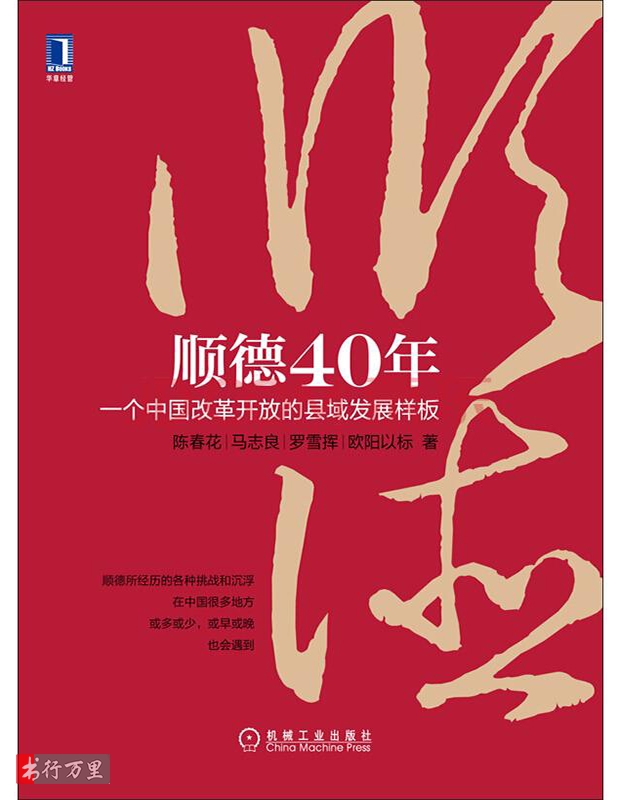 HZ Books
华章经管
顺德
顺德40年
一个中国改革开放的县域发展样板
陈春花|马志良|罗雪挥|欧阳以标 著
顺德所经历的各种挑战和沉浮
在中国很多地方
或多或少，或早或晚
也会遇到
机械工业出版社
China Machine Press
书行万里